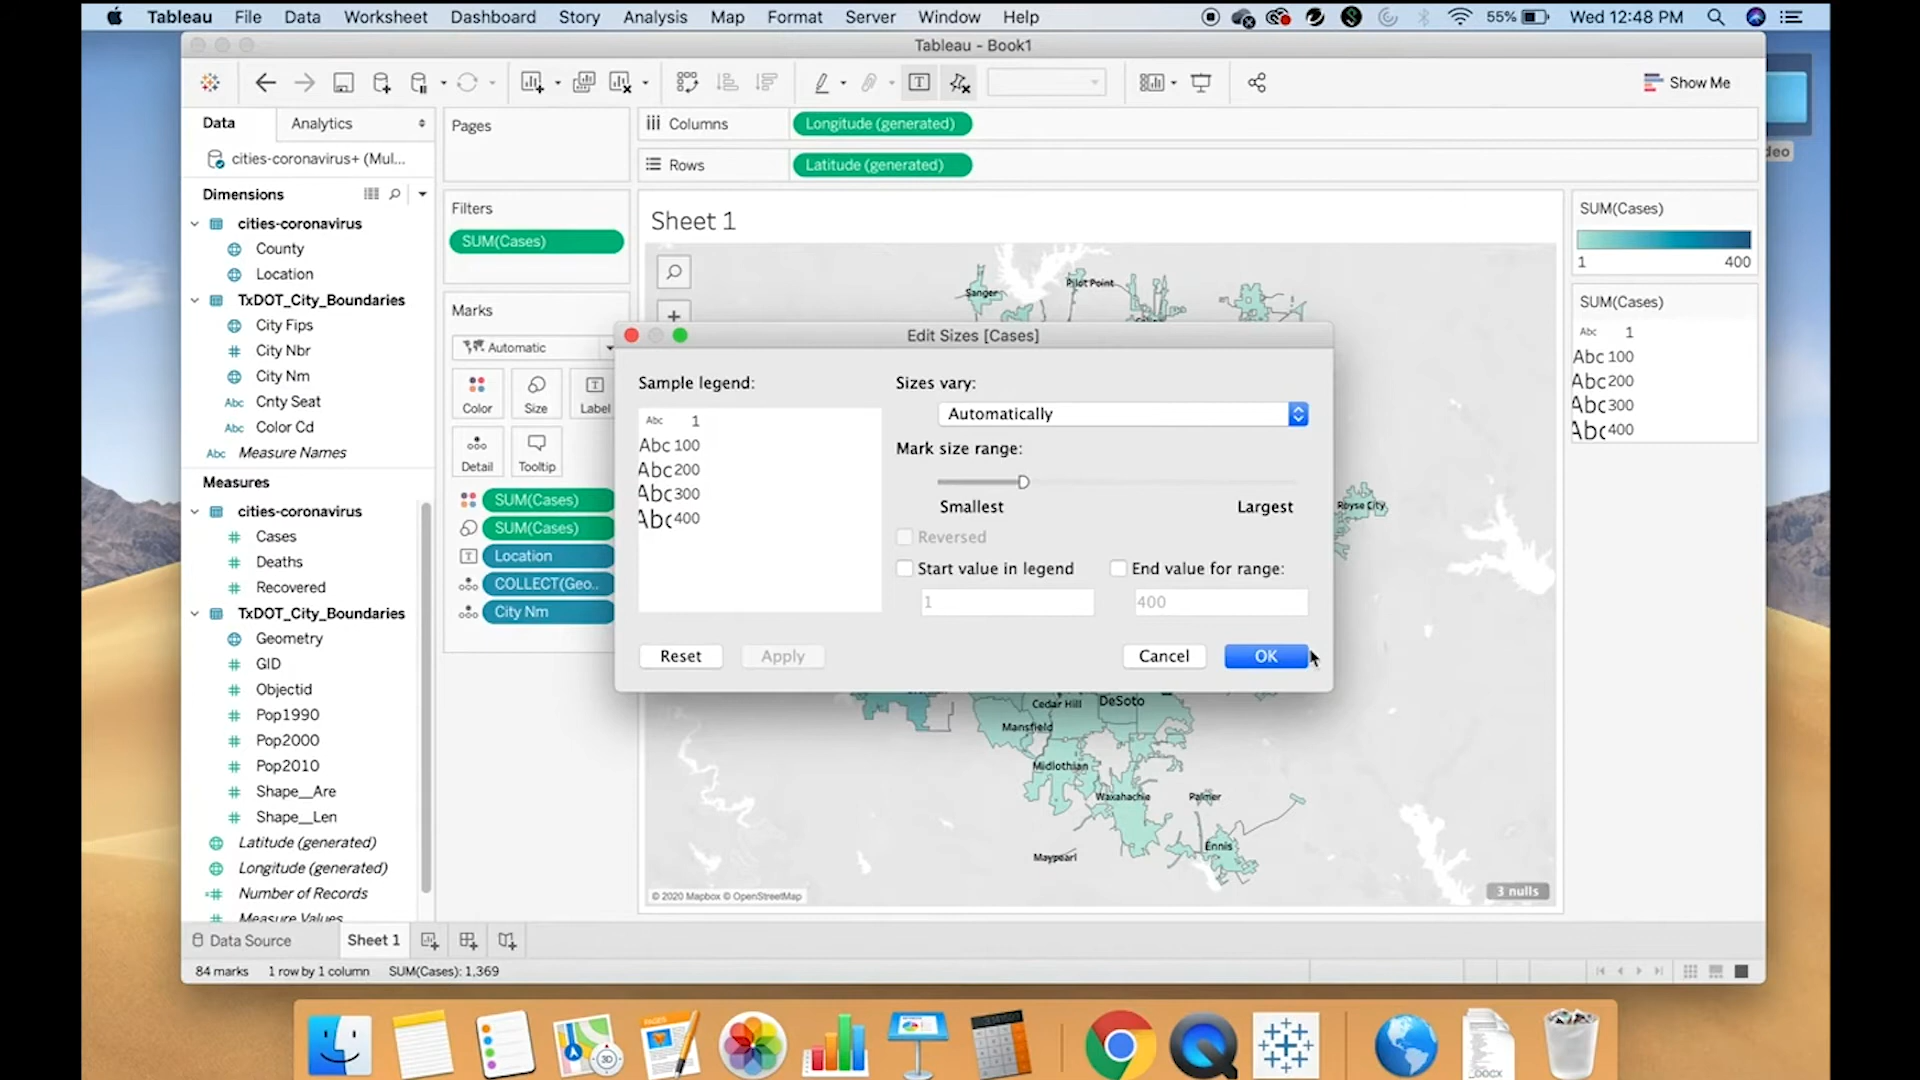 Tableau File Data Worksheet Dashboard Story Analysis Map Format Server Window Help 55% Wed 12:48 PM
Tableau - Book1
Show Me
Data Analytics
cities-coronavirus+ (Mul...
Dimensions
cities-coronavirus
County
Location
TxDOT_City_Boundaries
City Fips
# City Nbr
City Nm
Abc Cnty Seat
Abc Color Cd
Abc Measure Names
Measures
cities-coronavirus
# Cases
# Deaths
# Recovered
TxDOT_City_Boundaries
Geometry
# GID
# Objectid
# Pop1990
# Pop2000
# Pop2010
# Shape__Are
# Shape__Len
Latitude (generated)
Longitude (generated)
=# Number of Records
# Measure Values
Pages
Filters
SUM(Cases)
Marks
Automatic
Color Size Label
Detail Tooltip
SUM(Cases)
SUM(Cases)
Location
COLLECT(Geo..
City Nm
Columns Longitude (generated)
Rows Latitude (generated)
Sheet 1
Sanger
Pilot Point
Edit Sizes [Cases]
Sample legend:
Abc 1
Abc 100
Abc 200
Abc 300
Abc 400
Sizes vary:
Automatically
Mark size range:
Smallest Largest
Reversed
Start value in legend
End value for range:
1
400
Reset Apply Cancel OK
Royse City
Cedar Hill
DeSoto
Mansfield
Midlothian
Waxahachie
Palmer
Ennis
Maypearl
© 2020 Mapbox © OpenStreetMap
3 nulls
SUM(Cases)
1 400
SUM(Cases)
Abc 1
Abc 100
Abc 200
Abc 300
Abc 400
deo
Data Source Sheet 1
84 marks 1 row by 1 column SUM(Cases): 1,369
PAGES
3D
.DOCX